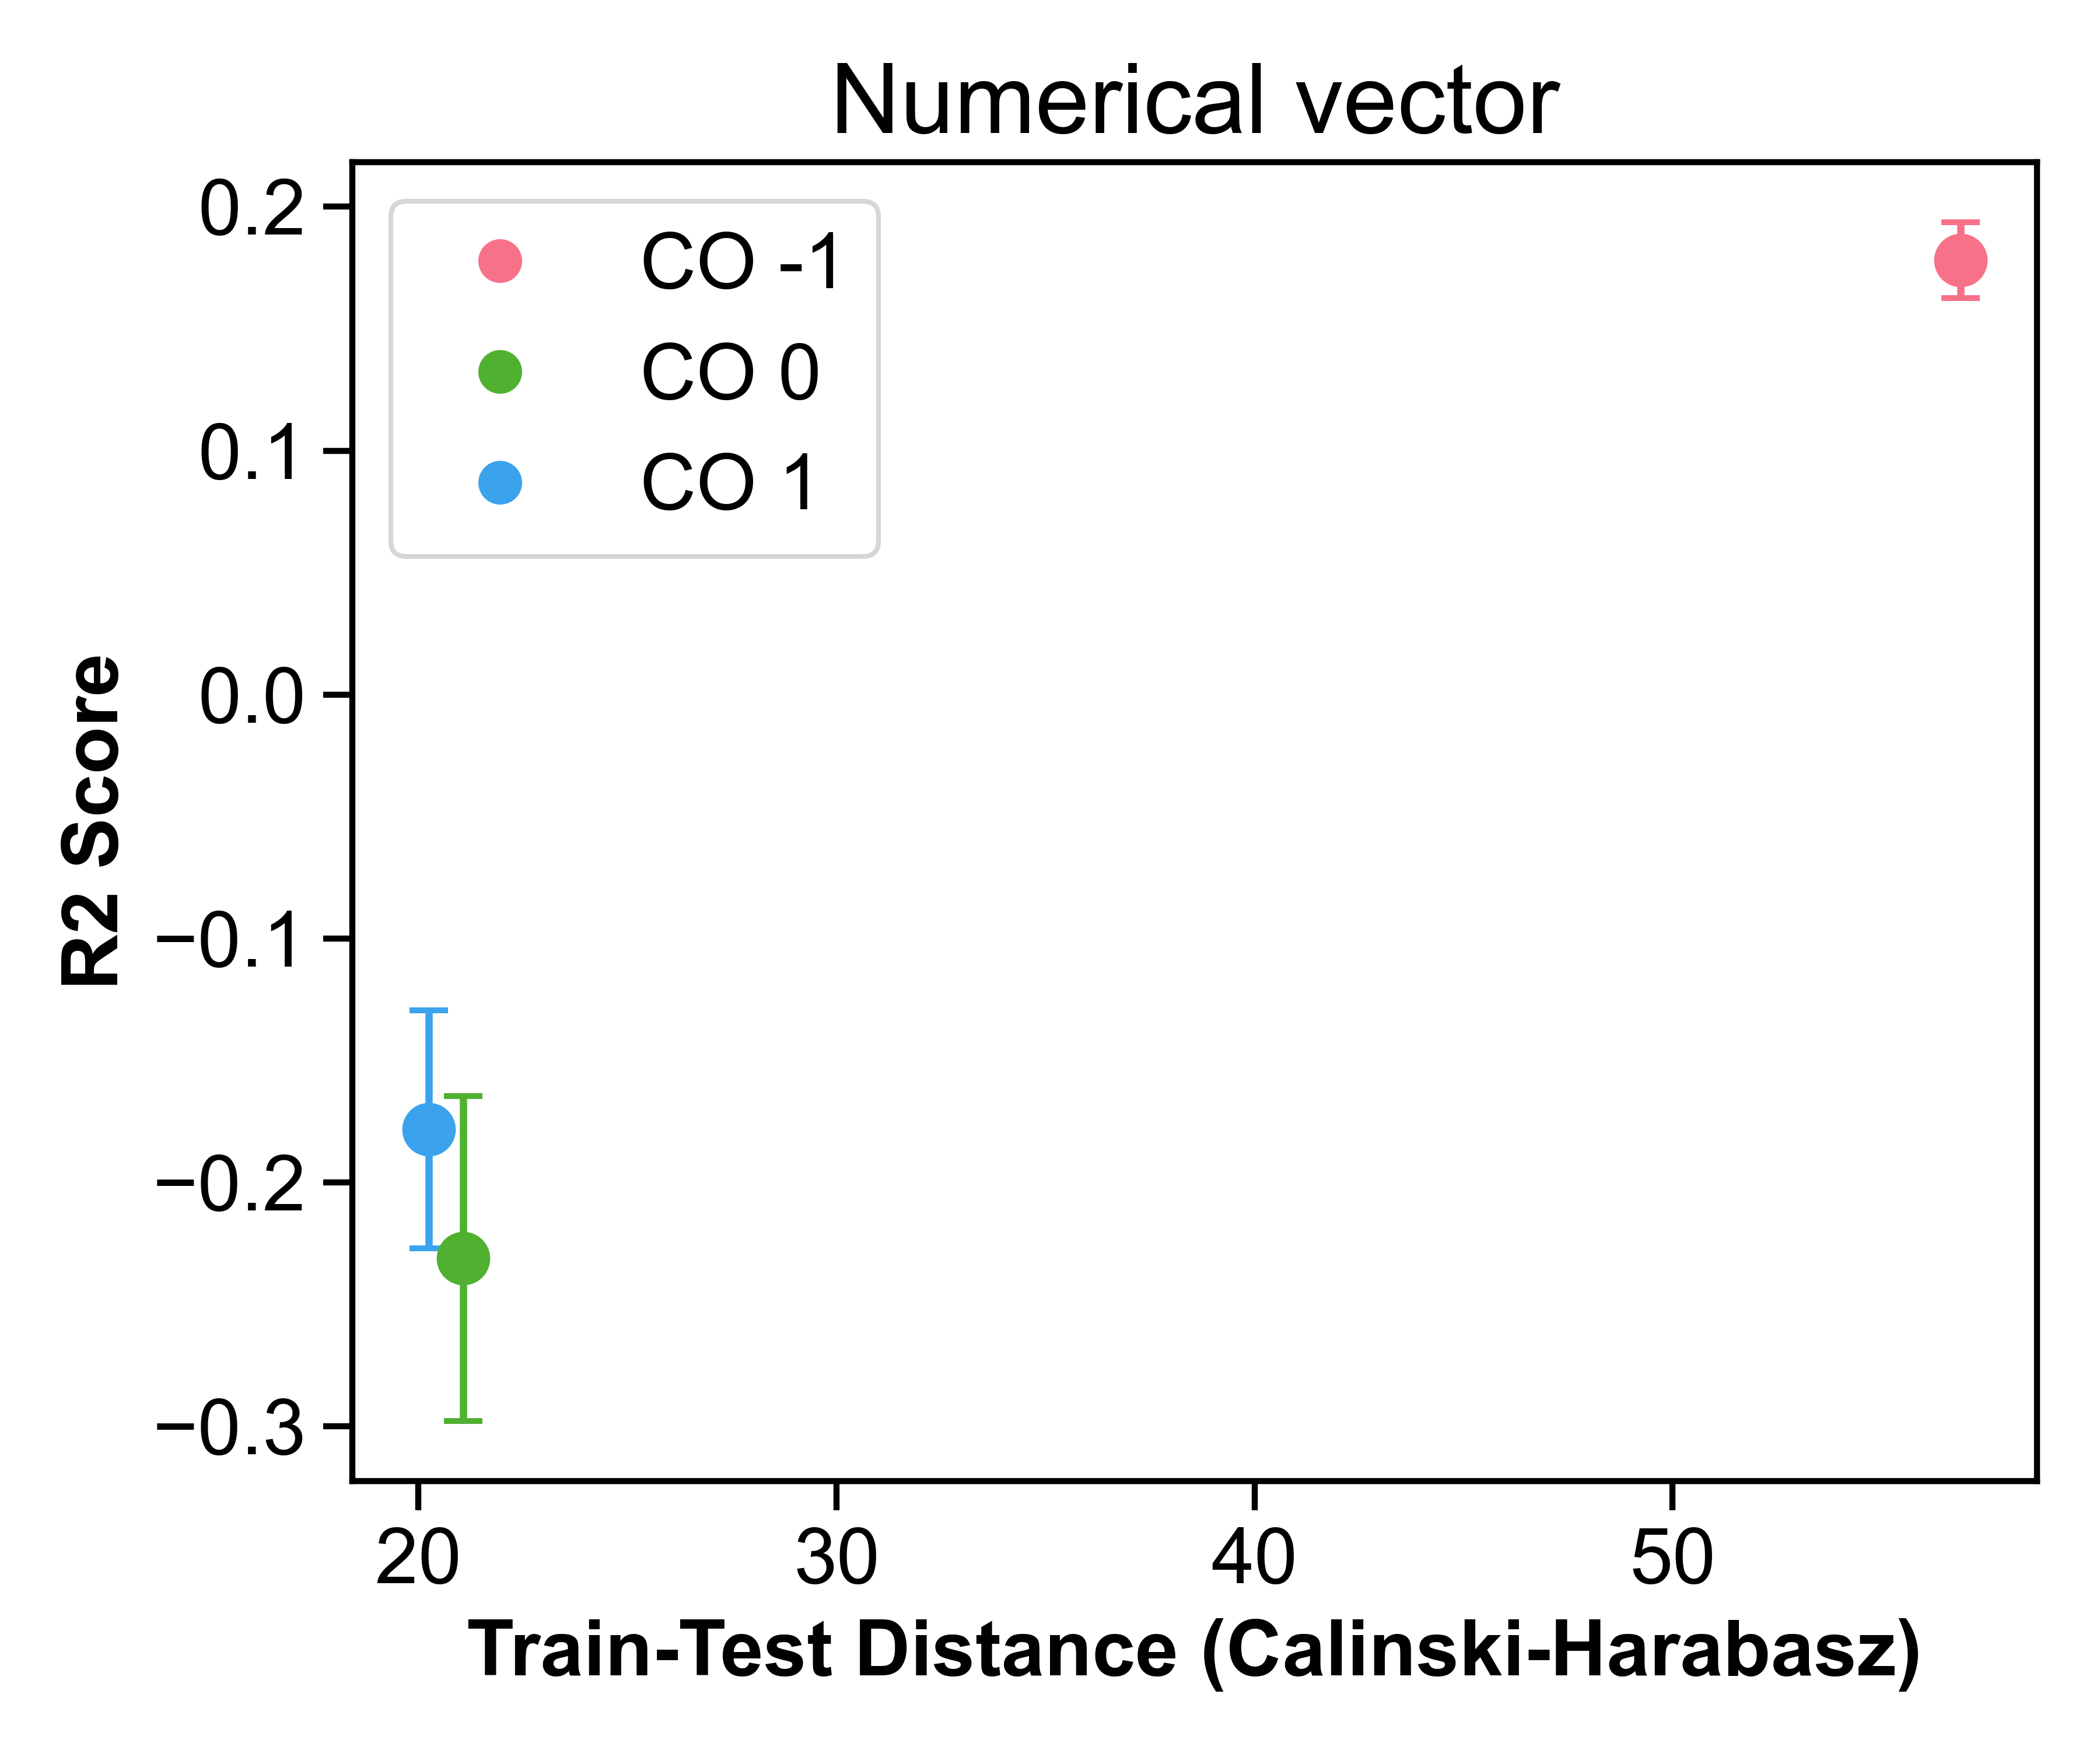 Numerical vector
0.2
0.1
0.0
−0.1
−0.2
−0.3
R2 Score
CO -1
CO 0
CO 1
20
30
40
50
Train-Test Distance (Calinski-Harabasz)